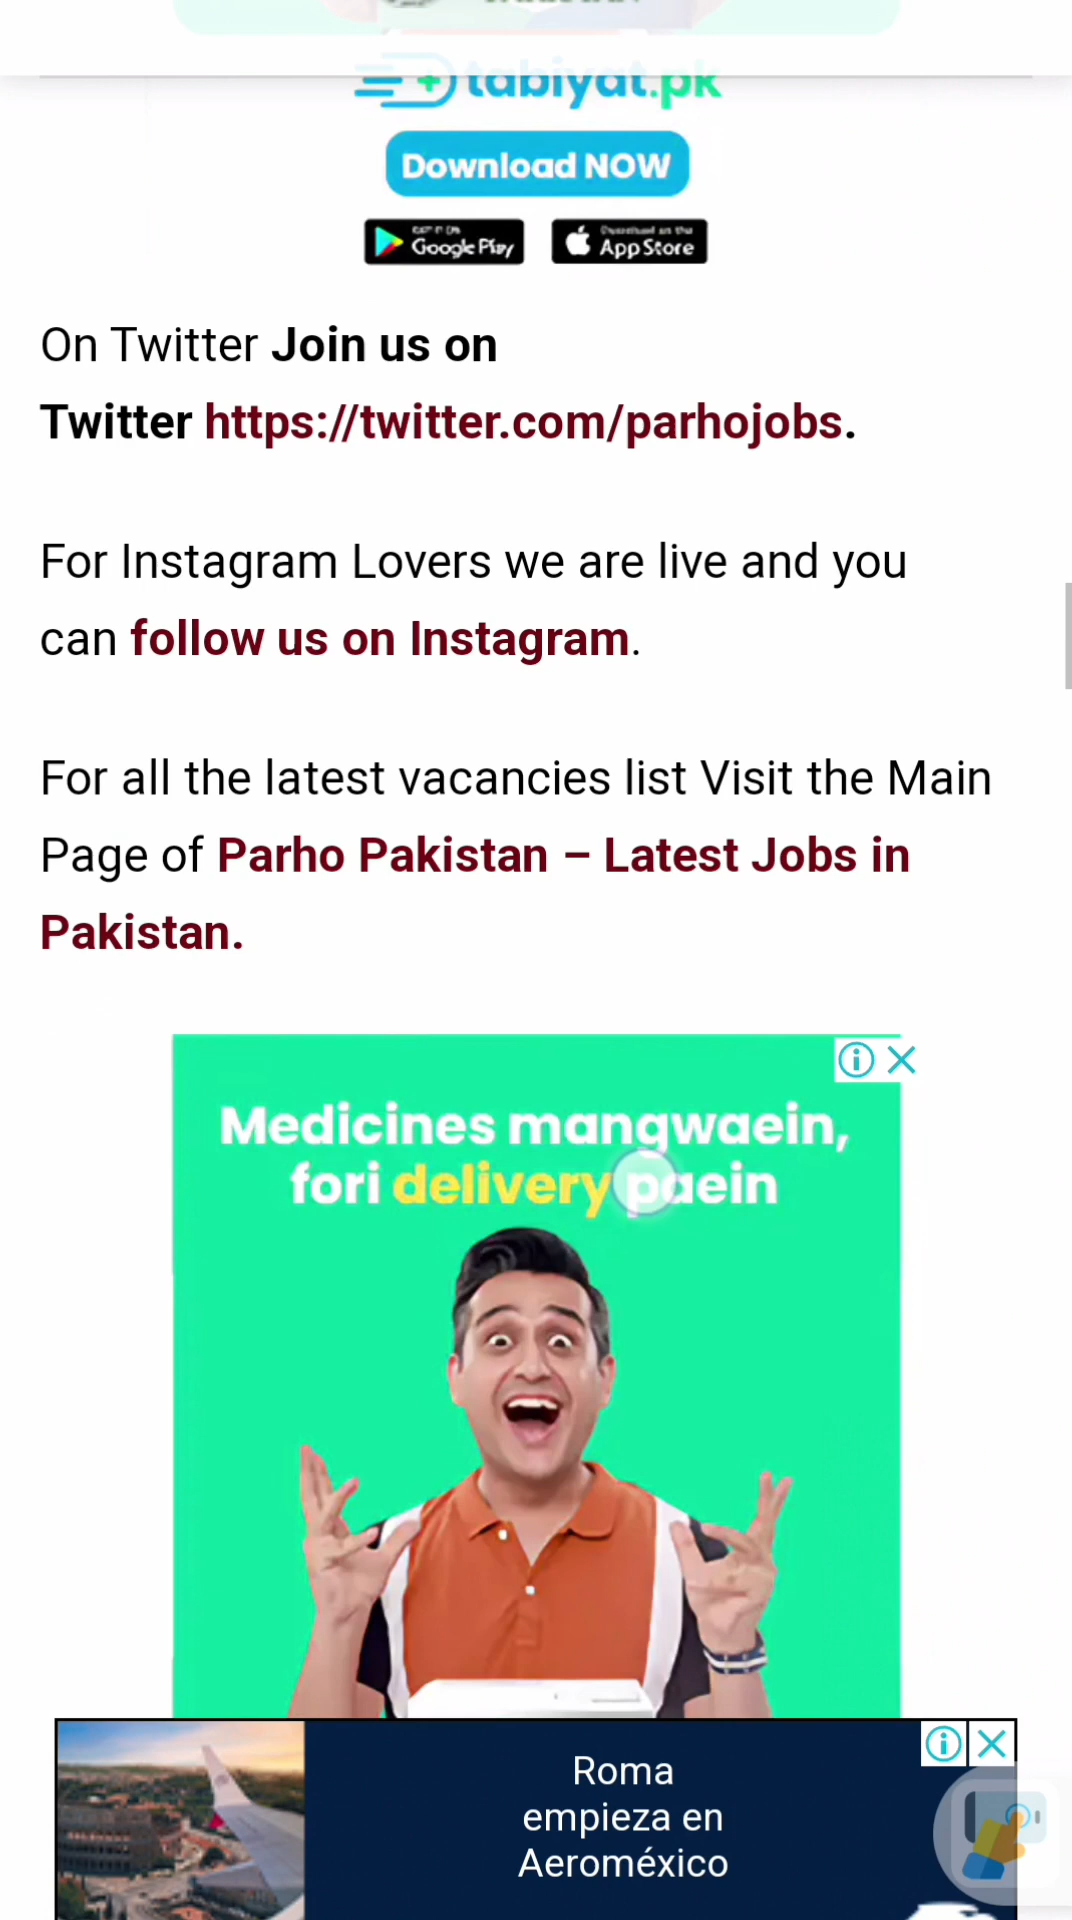 tabiyat.pk
Download NOW
Google Play
App Store
On Twitter Join us on
Twitter https://twitter.com/parhojobs.
For Instagram Lovers we are live and you
can follow us on Instagram.
For all the latest vacancies list Visit the Main
Page of Parho Pakistan – Latest Jobs in
Pakistan.
Medicines mangwaein,
fori delivery paein
Roma
empieza en
Aeroméxico